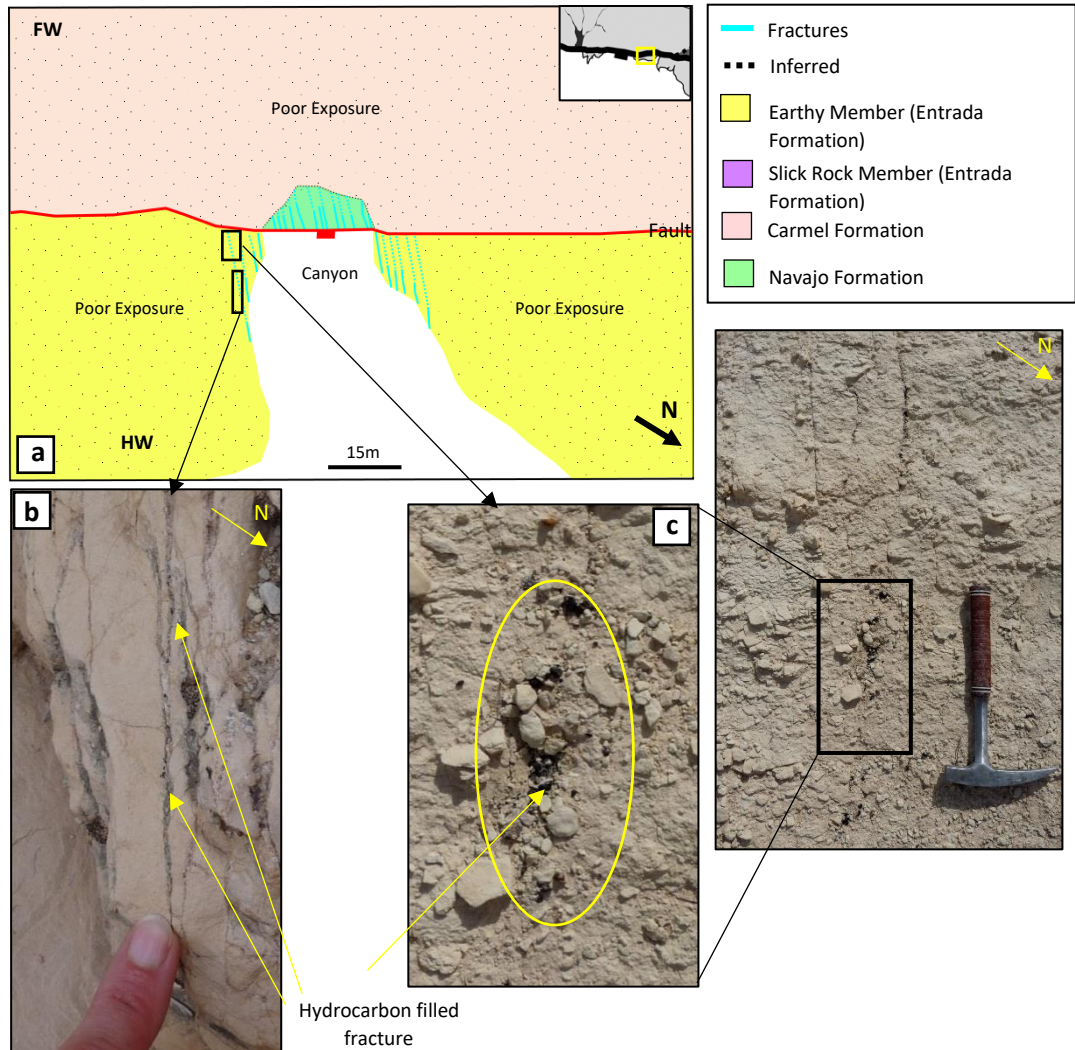 FW
Poor Exposure
Fault
Canyon
Poor Exposure
Poor Exposure
HW
N
15m
a
Fractures
Inferred
Earthy Member (Entrada
Formation)
Slick Rock Member (Entrada
Formation)
Carmel Formation
Navajo Formation
b
N
c
N
Hydrocarbon filled
fracture